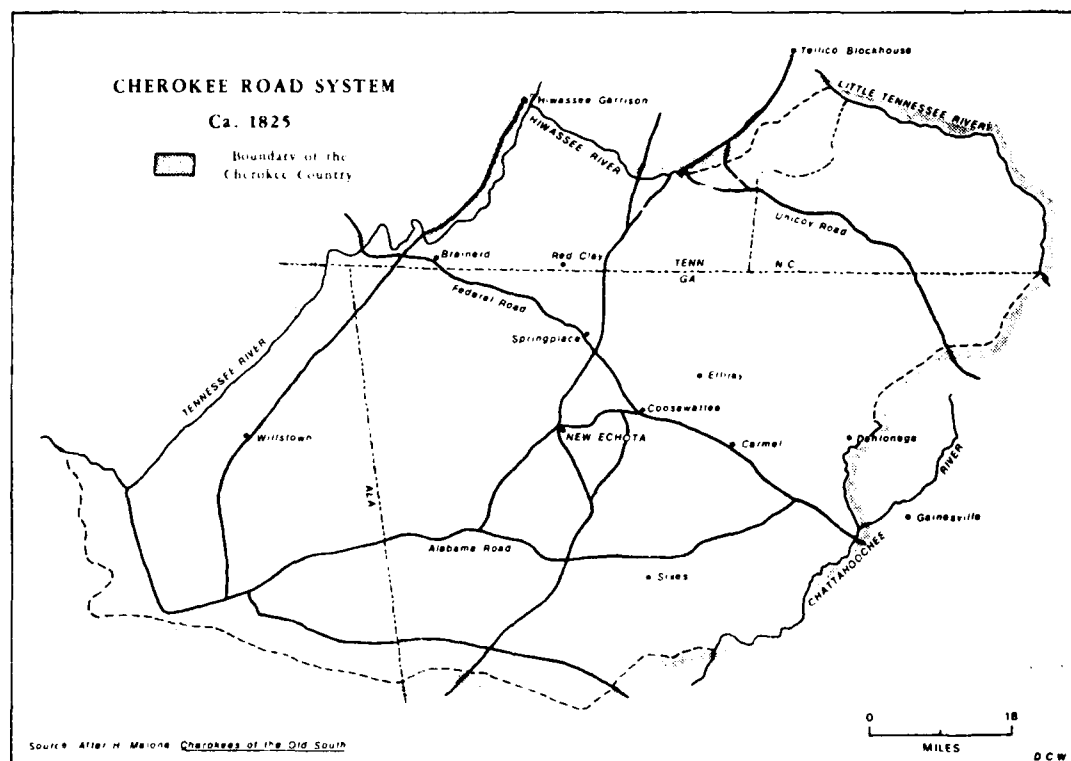 CHEROKEE ROAD SYSTEM
Ca. 1825
Boundary of the
Cherokee Country
Tellico Blockhouse
LITTLE TENNESSEE RIVER
Hiwassee Garrison
HIWASSEE RIVER
Unicoy Road
Brainerd
Red Clay
TENN
N.C.
GA
Federal Road
Springplace
TENNESSEE RIVER
Ellijay
Coosawattee
Willstown
NEW ECHOTA
Carmel
Dahlonega
RIVER
ALA
Gainesville
Alabama Road
Sixes
CHATTAHOOCHEE
0 18
MILES
Source: After H. Malone Cherokees of the Old South
DCW